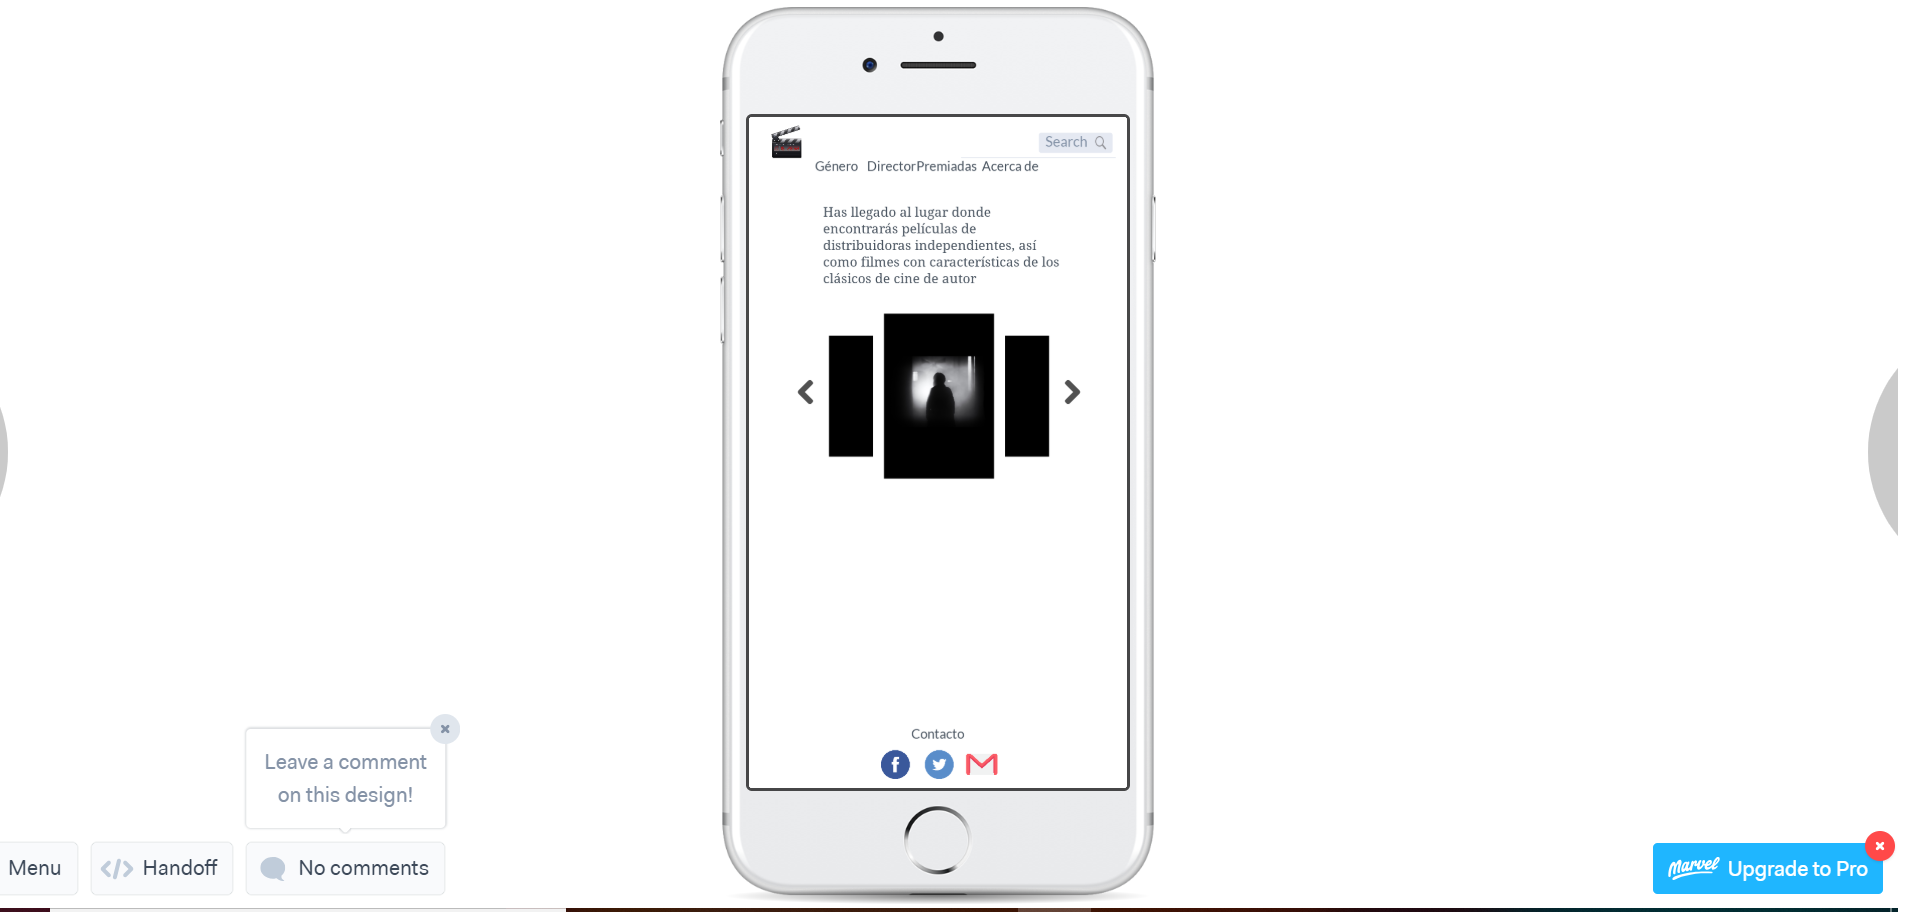 Search
Género Director Premiadas Acerca de
Has llegado al lugar donde
encontrarás películas de
distribuidoras independientes, así
como filmes con características de los
clásicos de cine de autor
Contacto
Leave a comment
on this design!
Menu
Handoff
No comments
Marvel Upgrade to Pro